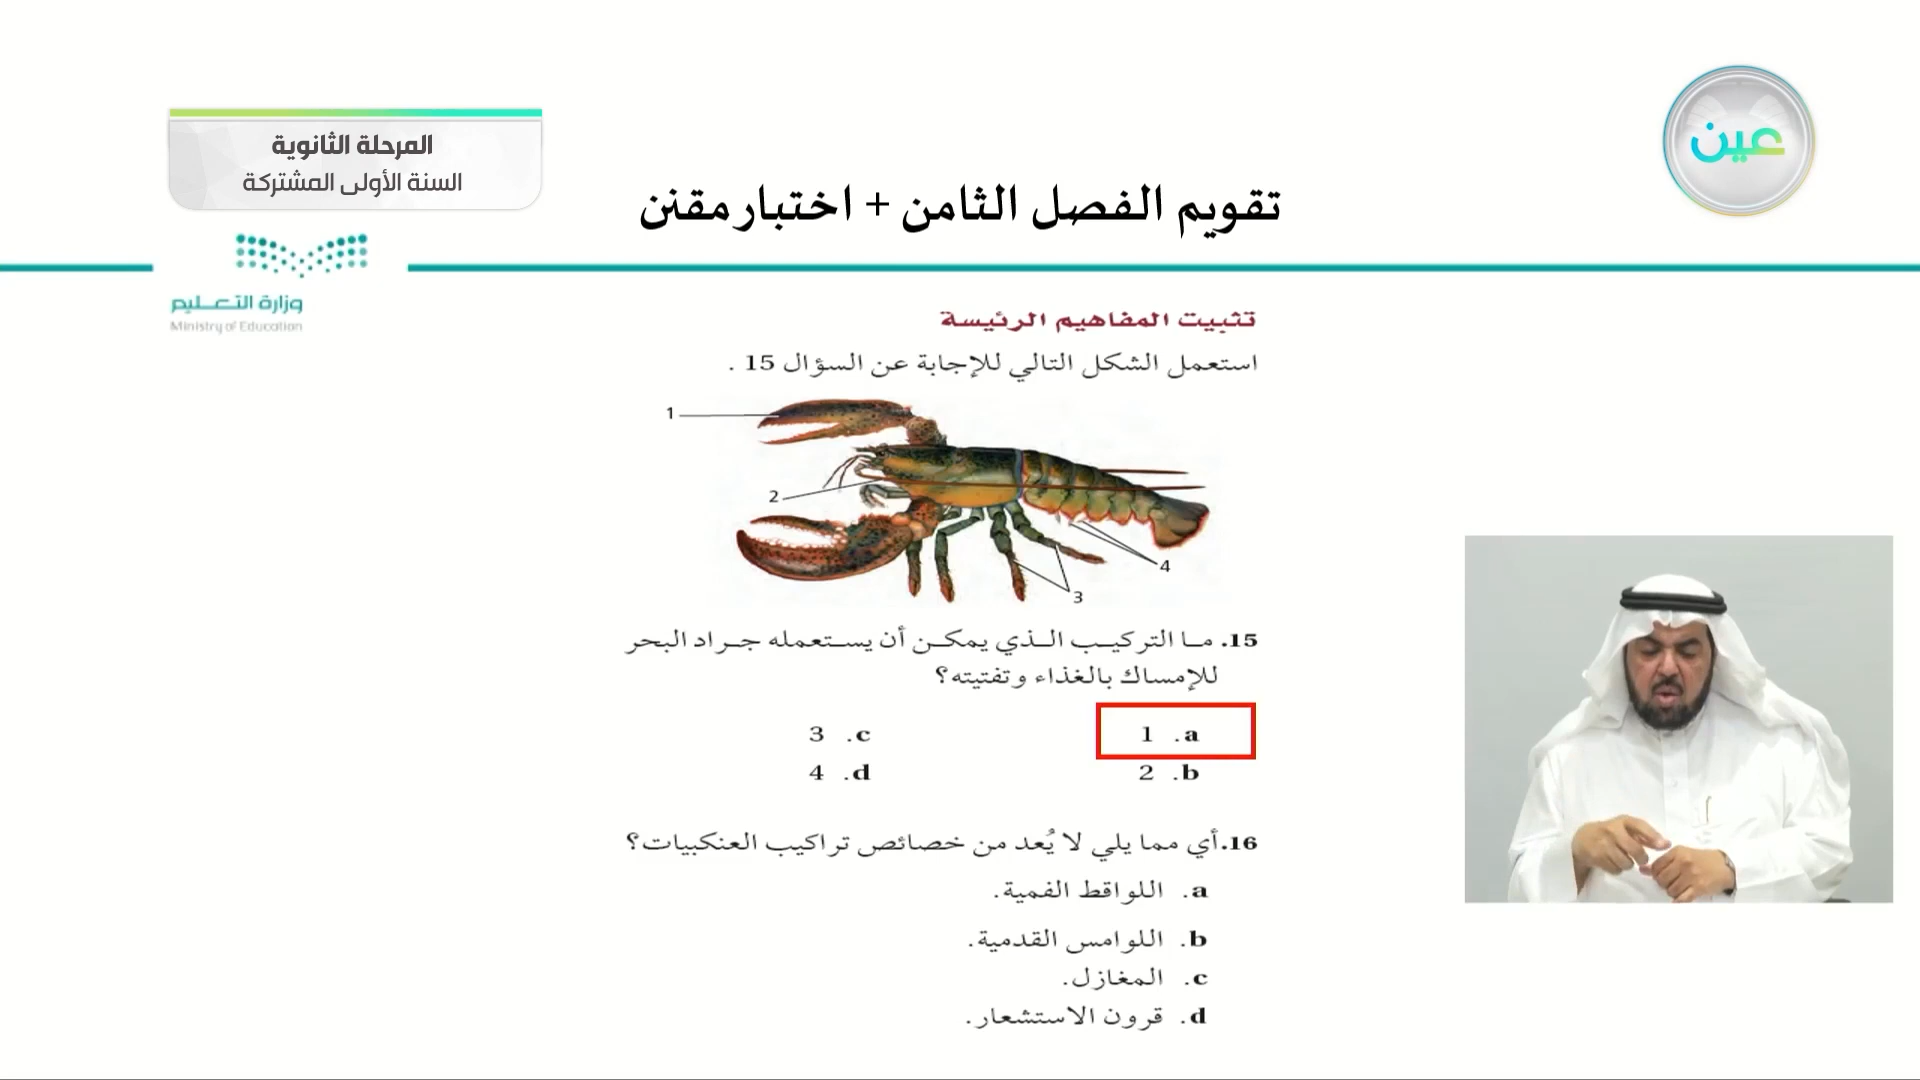 عين
المرحلة الثانوية
السنة الأولى المشتركة
تقويم الفصل الثامن + اختبار مقنن
وزارة التعليم
Ministry of Education
تثبيت المفاهيم الرئيسة
استعمل الشكل التالي للإجابة عن السؤال 15 .
1
2
3
4
15. ما التركيب الذي يمكن أن يستعمله جراد البحر
للإمساك بالغذاء وتفتيته؟
a. 1
c. 3
b. 2
d. 4
16. أي مما يلي لا يُعد من خصائص تراكيب العنكبيات؟
a. اللواقط الفمية.
b. اللوامس القدمية.
c. المغازل.
d. قرون الاستشعار.